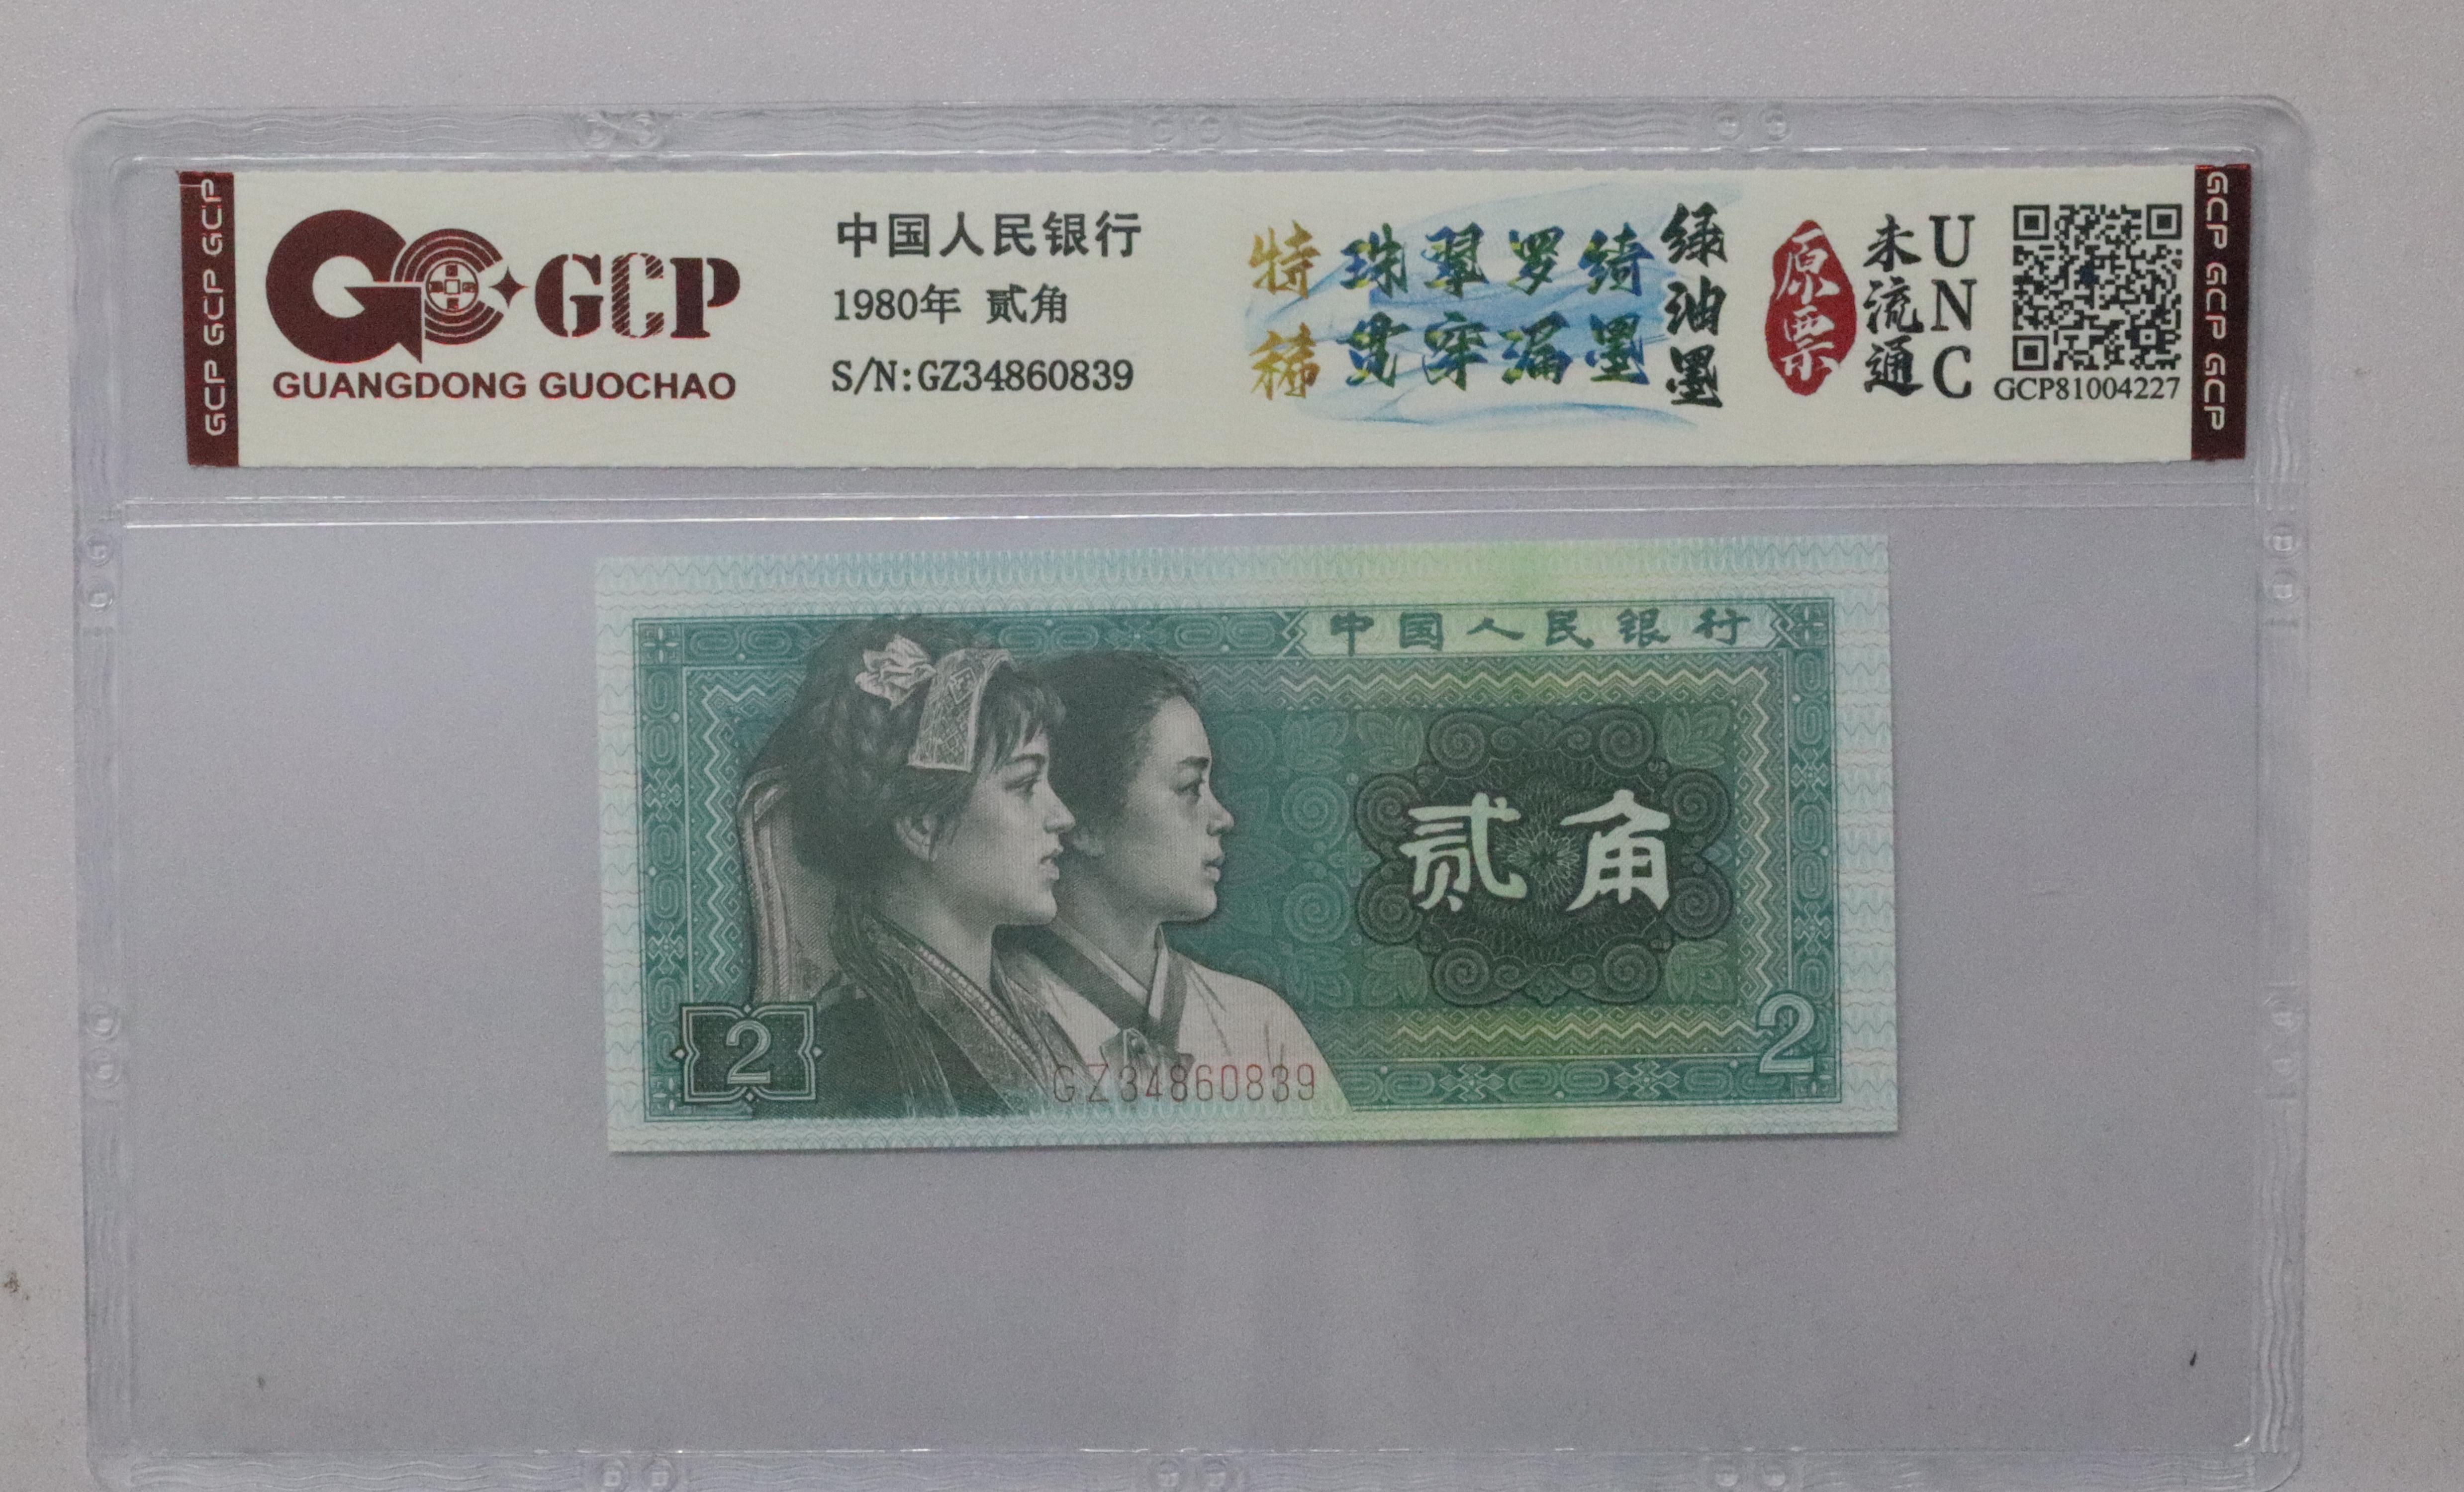 GCP GCP GCP
GCP
GUANGDONG GUOCHAO
中国人民银行
1980年 贰角
S/N:GZ34860839
特稀
珠翠罗绮
贯穿漏墨
绿油墨
原票
未流通
UNC
GCP81004227
GCP GCP GCP
中国人民银行
贰角
2
2
GZ34860839